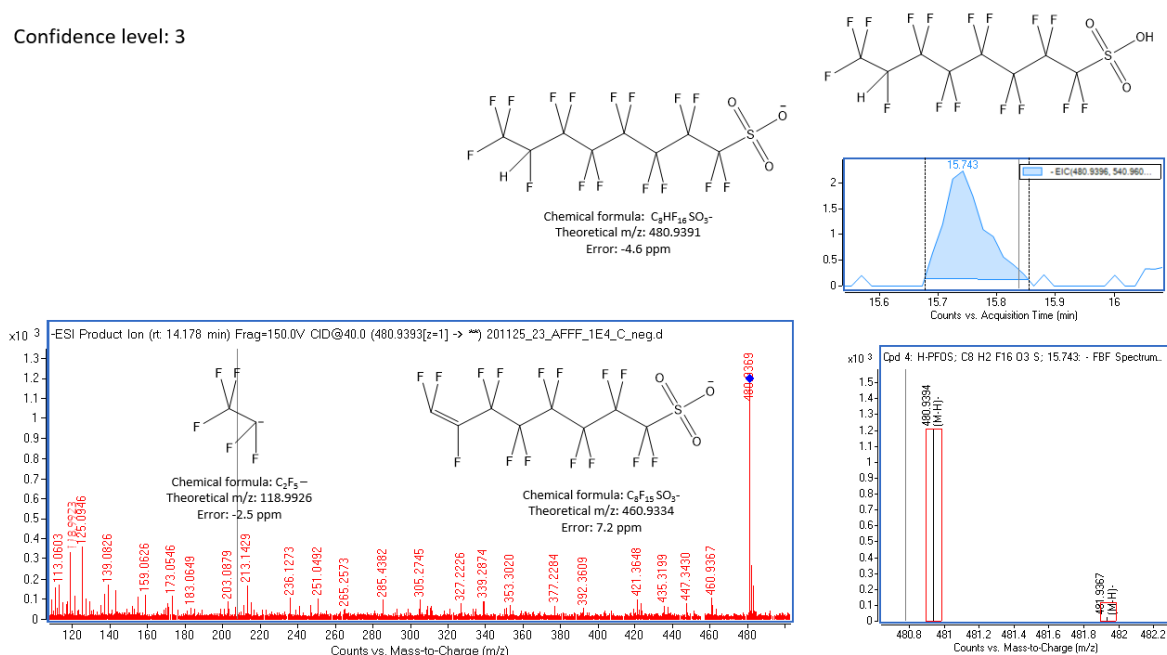 Confidence level: 3
F F F F F F F F F F F H F F F F O S O OH
Chemical formula: C₈HF₁₆SO₃-
Theoretical m/z: 480.9391
Error: -4.6 ppm
15.743
- EIC(480.9396, 540.960...
2
1.5
1
0.5
0
15.6 15.7 15.8 15.9 16
Counts vs. Acquisition Time (min)
-ESI Product Ion (rt: 14.178 min) Frag=150.0V CID@40.0 (480.9393[z=1] -> **) 201125_23_AFFF_1E4_C_neg.d
x10 3
1.3
1.2
1.1
1
0.9
0.8
0.7
0.6
0.5
0.4
0.3
0.2
0.1
0
Chemical formula: C₂F₅–
Theoretical m/z: 118.9926
Error: -2.5 ppm
Chemical formula: C₈F₁₅SO₃-
Theoretical m/z: 460.9334
Error: 7.2 ppm
113.0603 125.0946 139.0826 159.0626 173.0546 183.0649 203.0879 213.1429 236.1273 251.0492 265.2573 285.4382 305.2745 327.2226 339.2874 353.3020 377.2284 392.3609 421.3648 435.3199 447.3430 460.9367 480.9369
120 140 160 180 200 220 240 260 280 300 320 340 360 380 400 420 440 460 480
Counts vs. Mass-to-Charge (m/z)
x10 3
Cpd 4: H-PFOS; C8 H2 F16 O3 S; 15.743: - FBF Spectrum...
1.5
1.4
1.3
1.2
1.1
1
0.9
0.8
0.7
0.6
0.5
0.4
0.3
0.2
0.1
0
480.9394
(M-H)-
481.9367
(M-H)-
480.8 481 481.2 481.4 481.6 481.8 482 482.2
Counts vs. Mass-to-Charge (m/z)